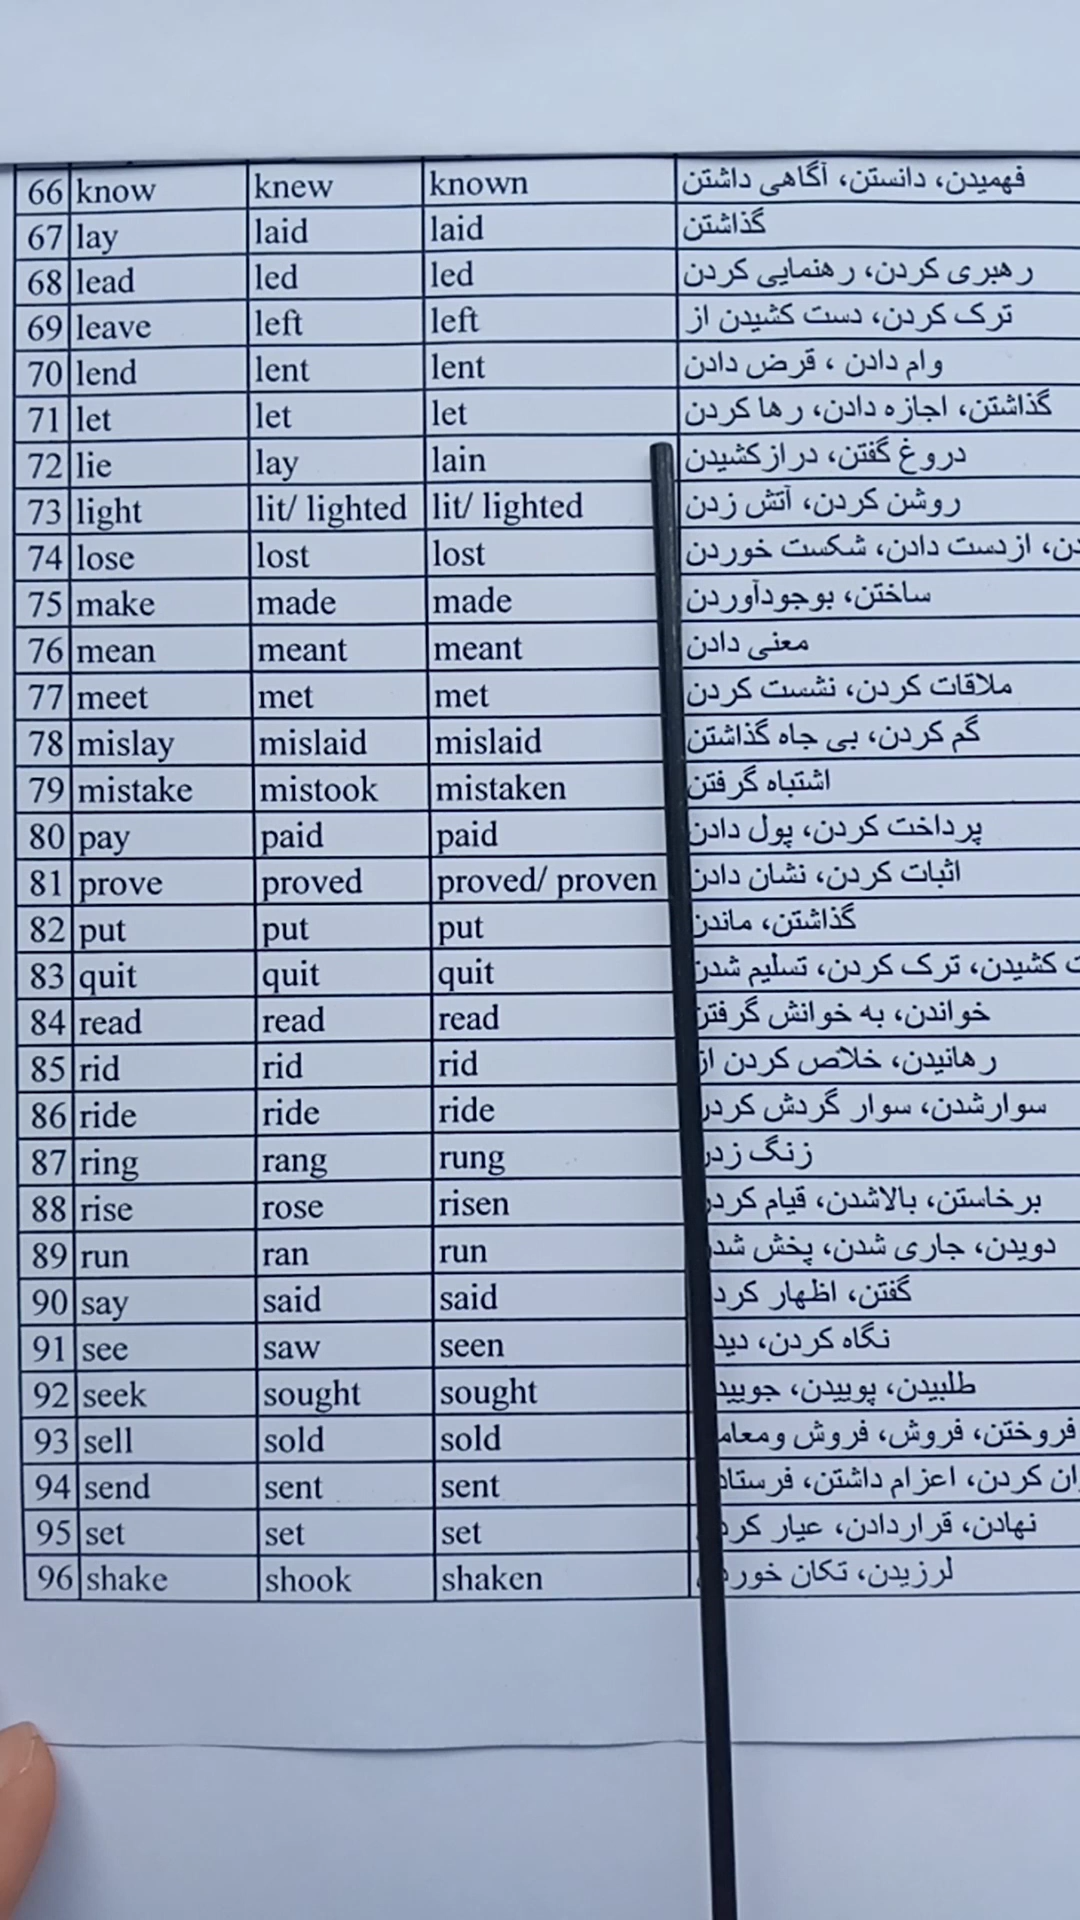 66 know knew known فهمیدن، دانستن، آگاهی داشتن
67 lay laid laid گذاشتن
68 lead led led رهبری کردن، رهنمایی کردن
69 leave left left ترک کردن، دست کشیدن از
70 lend lent lent وام دادن ، قرض دادن
71 let let let گذاشتن، اجازه دادن، رها کردن
72 lie lay lain دروغ گفتن، درازکشیدن
73 light lit/ lighted lit/ lighted روشن کردن، آتش زدن
74 lose lost lost ازدست دادن، شکست خوردن
75 make made made ساختن، بوجودآوردن
76 mean meant meant معنی دادن
77 meet met met ملاقات کردن، نشست کردن
78 mislay mislaid mislaid گم کردن، بی جاه گذاشتن
79 mistake mistook mistaken اشتباه گرفتن
80 pay paid paid پرداخت کردن، پول دادن
81 prove proved proved/ proven اثبات کردن، نشان دادن
82 put put put گذاشتن، ماندن
83 quit quit quit کشیدن، ترک کردن، تسلیم شدن
84 read read read خواندن، به خوانش گرفتن
85 rid rid rid رهانیدن، خلاص کردن از
86 ride ride ride سوارشدن، سوار گردش
87 ring rang rung زنگ
88 rise rose risen برخاستن، بالاشدن، قیام
89 run ran run دویدن، جاری شدن، پخش
90 say said said گفتن، اظهار
91 see saw seen نگاه کردن،
92 seek sought sought طلبیدن، پوییدن،
93 sell sold sold فروختن، فروش، فروش
94 send sent sent کردن، اعزام داشتن،
95 set set set نهادن، قراردادن، عیار
96 shake shook shaken لرزیدن، تکان